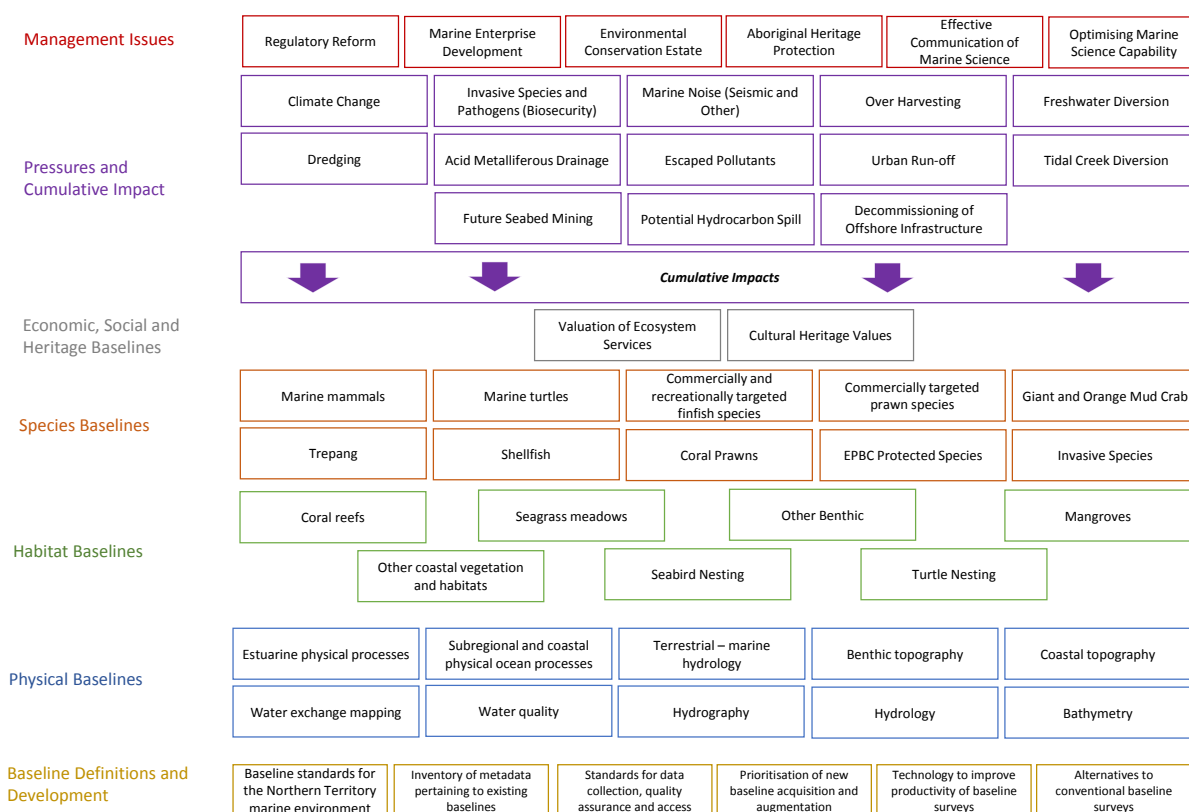 Management Issues
Regulatory Reform
Marine Enterprise
Development
Environmental
Conservation Estate
Aboriginal Heritage
Protection
Effective
Communication of
Marine Science
Optimising Marine
Science Capability
Pressures and
Cumulative Impact
Climate Change
Invasive Species and
Pathogens (Biosecurity)
Marine Noise (Seismic and
Other)
Over Harvesting
Freshwater Diversion
Dredging
Acid Metalliferous Drainage
Escaped Pollutants
Urban Run-off
Tidal Creek Diversion
Future Seabed Mining
Potential Hydrocarbon Spill
Decommissioning of
Offshore Infrastructure
Cumulative Impacts
Economic, Social and
Heritage Baselines
Valuation of Ecosystem
Services
Cultural Heritage Values
Species Baselines
Marine mammals
Marine turtles
Commercially and
recreationally targeted
finfish species
Commercially targeted
prawn species
Giant and Orange Mud Crab
Trepang
Shellfish
Coral Prawns
EPBC Protected Species
Invasive Species
Habitat Baselines
Coral reefs
Seagrass meadows
Other Benthic
Mangroves
Other coastal vegetation
and habitats
Seabird Nesting
Turtle Nesting
Physical Baselines
Estuarine physical processes
Subregional and coastal
physical ocean processes
Terrestrial – marine
hydrology
Benthic topography
Coastal topography
Water exchange mapping
Water quality
Hydrography
Hydrology
Bathymetry
Baseline Definitions and
Development
Baseline standards for
the Northern Territory
marine environment
Inventory of metadata
pertaining to existing
baselines
Standards for data
collection, quality
assurance and access
Prioritisation of new
baseline acquisition and
augmentation
Technology to improve
productivity of baseline
surveys
Alternatives to
conventional baseline
surveys